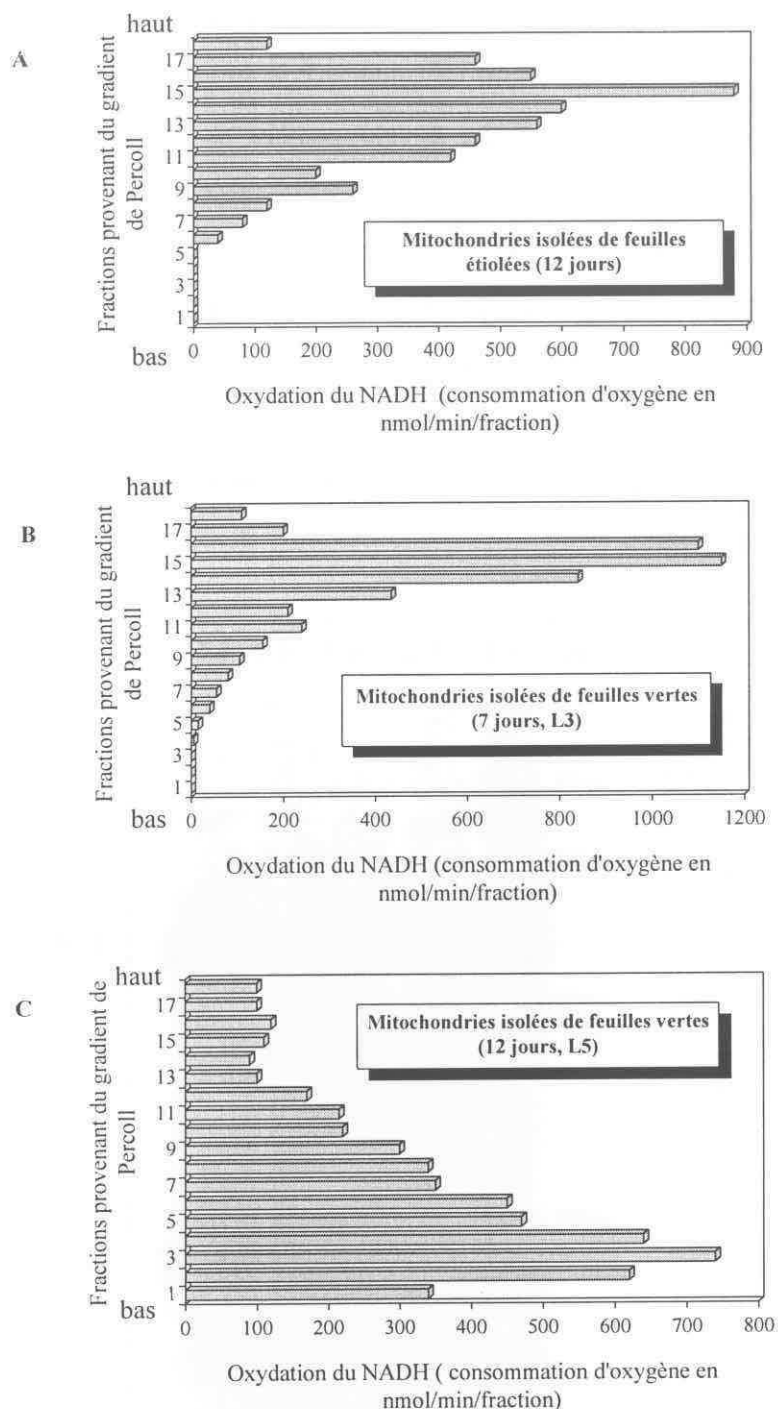 A
haut
17
15
13
11
9
7
5
3
1
bas
Fractions provenant du gradient
de Percoll
Mitochondries isolées de feuilles
étiolées (12 jours)
0 100 200 300 400 500 600 700 800 900
Oxydation du NADH (consommation d'oxygène en
nmol/min/fraction)
B
haut
17
15
13
11
9
7
5
3
1
bas
Fractions provenant du gradient
de Percoll
Mitochondries isolées de feuilles vertes
(7 jours, L3)
0 200 400 600 800 1000 1200
Oxydation du NADH (consommation d'oxygène en
nmol/min/fraction)
C
haut
17
15
13
11
9
7
5
3
1
bas
Fractions provenant du gradient de
Percoll
Mitochondries isolées de feuilles vertes
(12 jours, L5)
0 100 200 300 400 500 600 700 800
Oxydation du NADH ( consommation d'oxygène en
nmol/min/fraction)